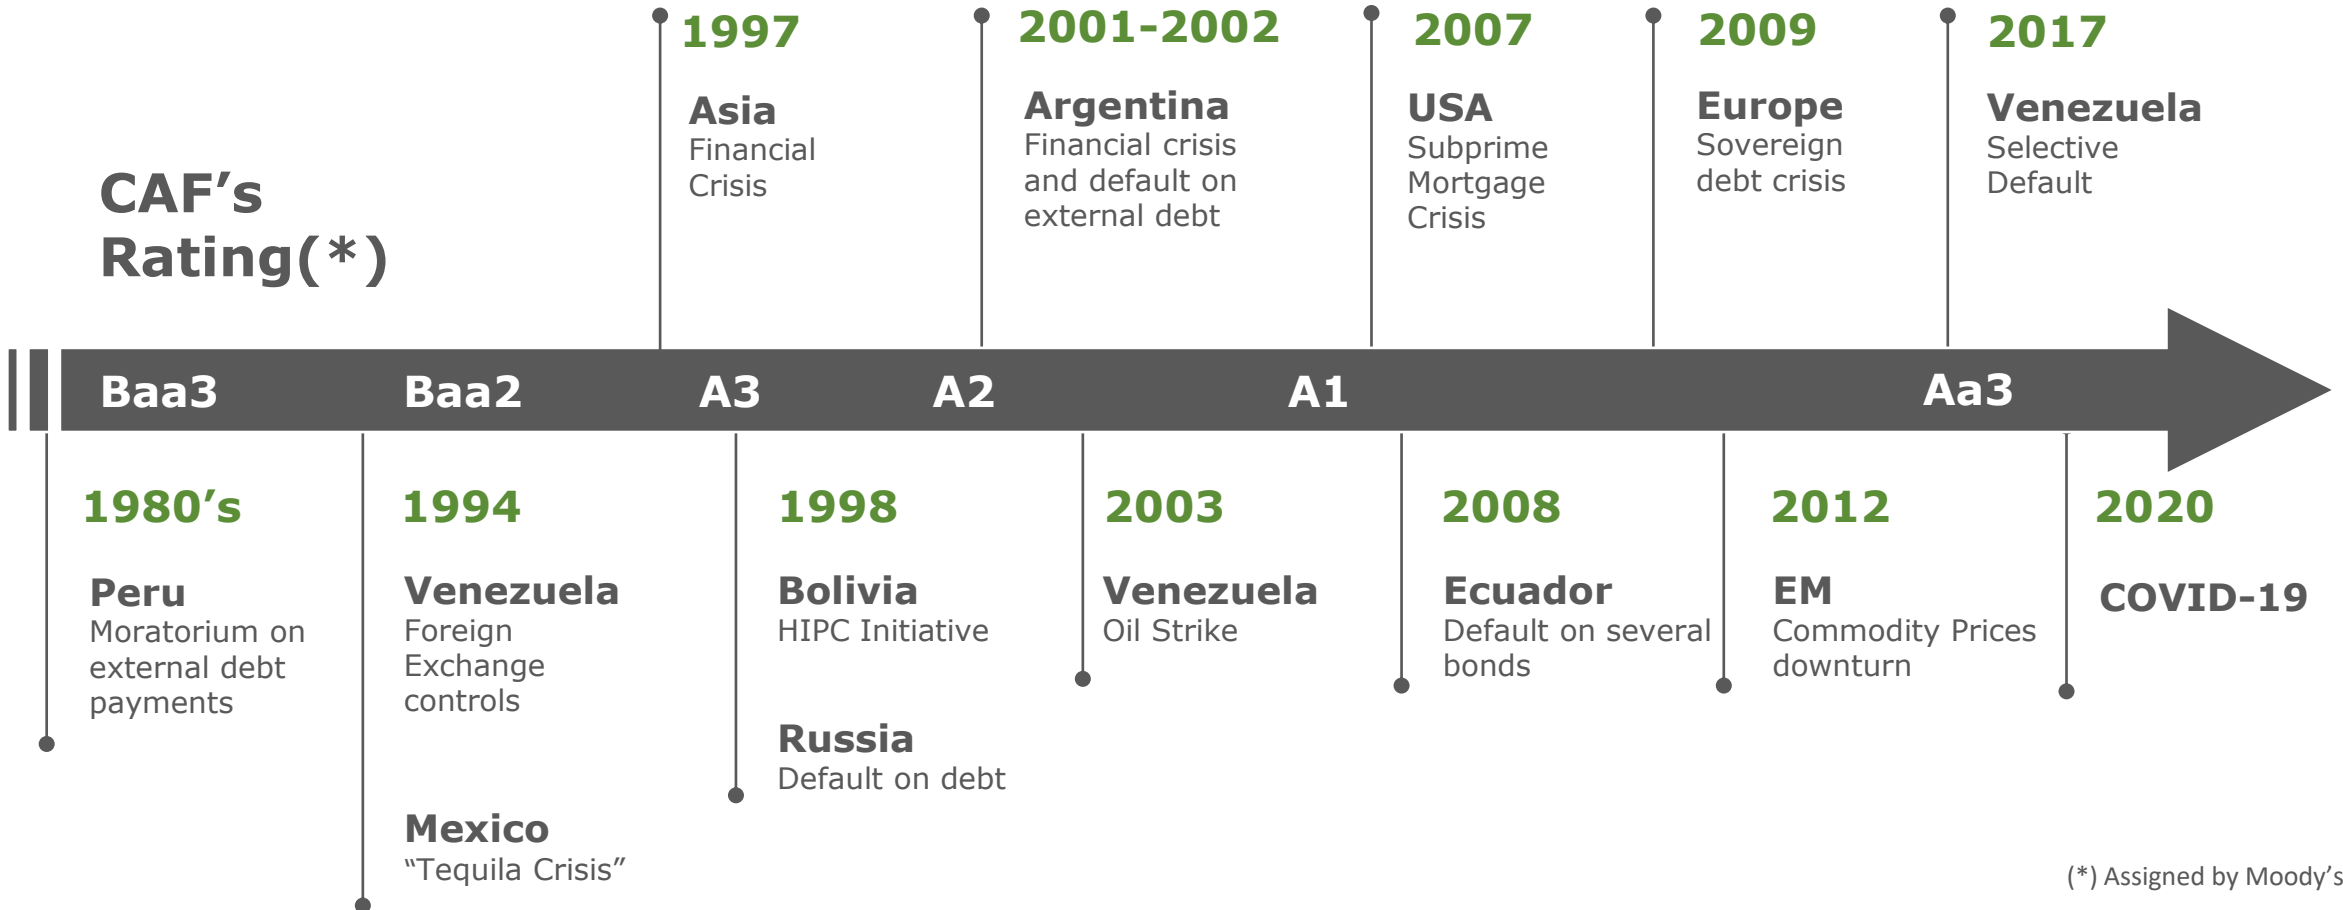 CAF’s
Rating(*)
1997
Asia
Financial
Crisis
2001-2002
Argentina
Financial crisis
and default on
external debt
2007
USA
Subprime
Mortgage
Crisis
2009
Europe
Sovereign
debt crisis
2017
Venezuela
Selective
Default
Baa3
Baa2
A3
A2
A1
Aa3
1980’s
Peru
Moratorium on
external debt
payments
1994
Venezuela
Foreign
Exchange
controls
Mexico
“Tequila Crisis”
1998
Bolivia
HIPC Initiative
Russia
Default on debt
2003
Venezuela
Oil Strike
2008
Ecuador
Default on several
bonds
2012
EM
Commodity Prices
downturn
2020
COVID-19
(*) Assigned by Moody’s